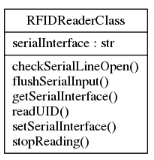 RFIDReaderClass
serialInterface : str
checkSerialLineOpen()
flushSerialInput()
getSerialInterface()
readUID()
setSerialInterface()
stopReading()